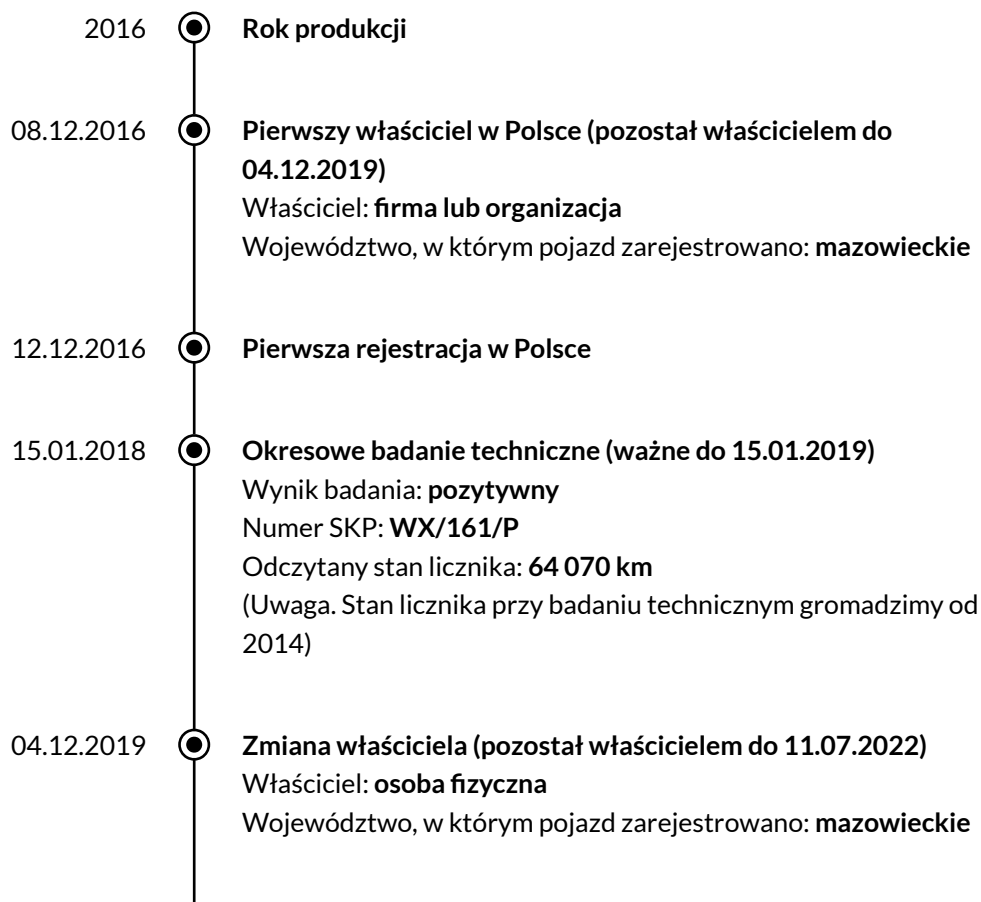 2016 Rok produkcji
08.12.2016 Pierwszy właściciel w Polsce (pozostał właścicielem do
04.12.2019)
Właściciel: firma lub organizacja
Województwo, w którym pojazd zarejestrowano: mazowieckie
12.12.2016 Pierwsza rejestracja w Polsce
15.01.2018 Okresowe badanie techniczne (ważne do 15.01.2019)
Wynik badania: pozytywny
Numer SKP: WX/161/P
Odczytany stan licznika: 64 070 km
(Uwaga. Stan licznika przy badaniu technicznym gromadzimy od
2014)
04.12.2019 Zmiana właściciela (pozostał właścicielem do 11.07.2022)
Właściciel: osoba fizyczna
Województwo, w którym pojazd zarejestrowano: mazowieckie